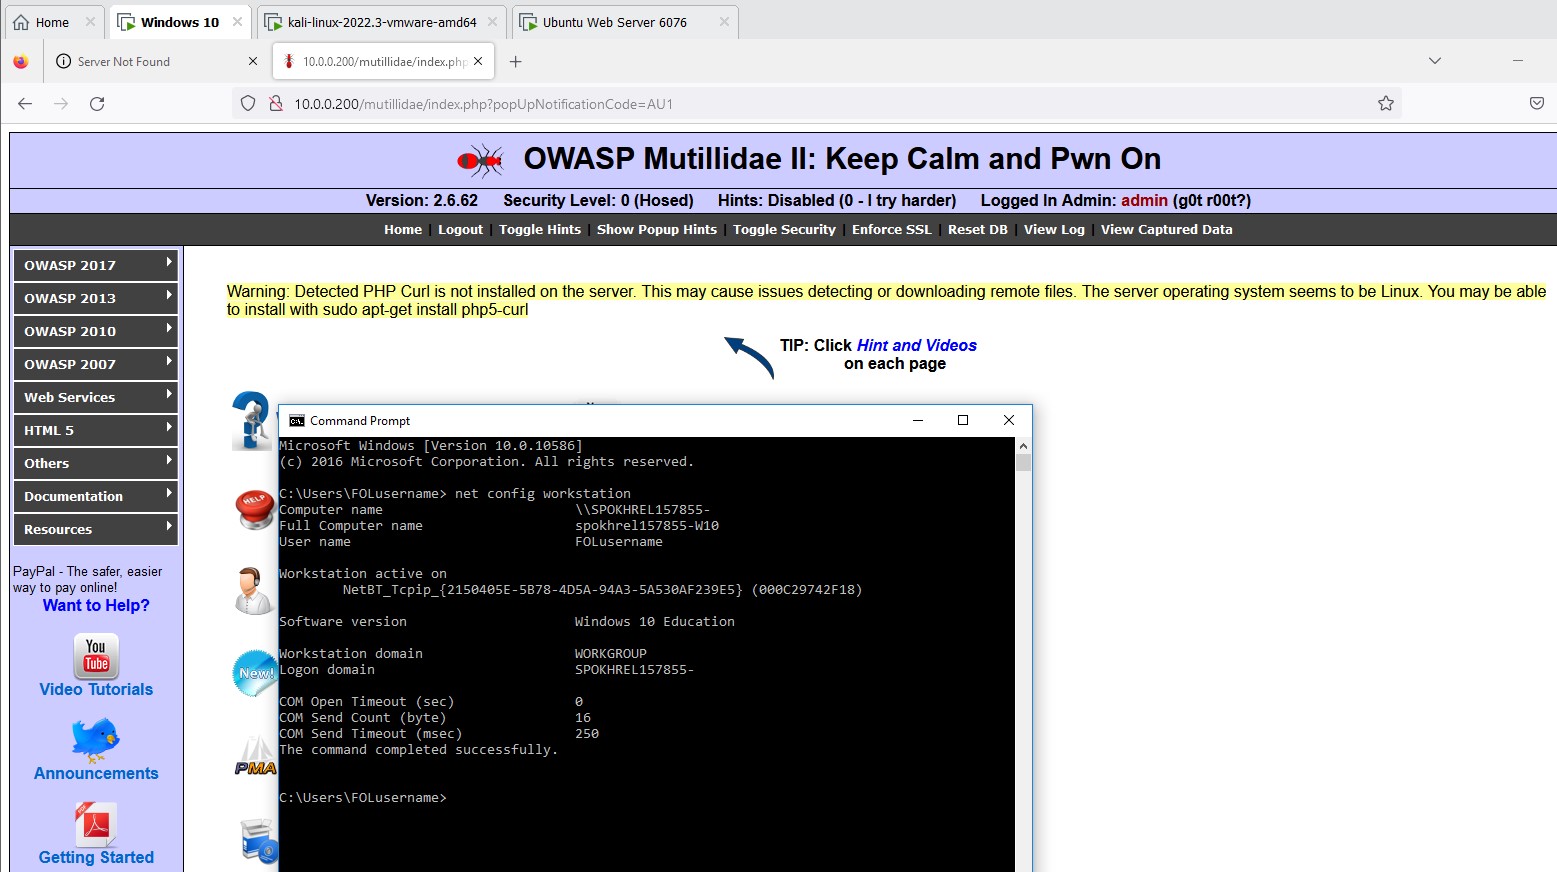 Home
Windows 10
kali-linux-2022.3-vmware-amd64
Ubuntu Web Server 6076
Server Not Found
10.0.0.200/mutillidae/index.php
10.0.0.200/mutillidae/index.php?popUpNotificationCode=AU1
OWASP Mutillidae II: Keep Calm and Pwn On
Version: 2.6.62 Security Level: 0 (Hosed) Hints: Disabled (0 - I try harder) Logged In Admin: admin (g0t r00t?)
Home | Logout | Toggle Hints | Show Popup Hints | Toggle Security | Enforce SSL | Reset DB | View Log | View Captured Data
OWASP 2017
OWASP 2013
OWASP 2010
OWASP 2007
Web Services
HTML 5
Others
Documentation
Resources
PayPal - The safer, easier
way to pay online!
Want to Help?
You
Tube
Video Tutorials
Announcements
PDF
Getting Started
Warning: Detected PHP Curl is not installed on the server. This may cause issues detecting or downloading remote files. The server operating system seems to be Linux. You may be able
to install with sudo apt-get install php5-curl
TIP: Click Hint and Videos
on each page
HELP
New!
PMA
Command Prompt
Microsoft Windows [Version 10.0.10586]
(c) 2016 Microsoft Corporation. All rights reserved.
C:\Users\FOLusername> net config workstation
Computer name \\SPOKHREL157855-
Full Computer name spokhrel157855-W10
User name FOLusername
Workstation active on
NetBT_Tcpip_{2150405E-5B78-4D5A-94A3-5A530AF239E5} (000C29742F18)
Software version Windows 10 Education
Workstation domain WORKGROUP
Logon domain SPOKHREL157855-
COM Open Timeout (sec) 0
COM Send Count (byte) 16
COM Send Timeout (msec) 250
The command completed successfully.
C:\Users\FOLusername>